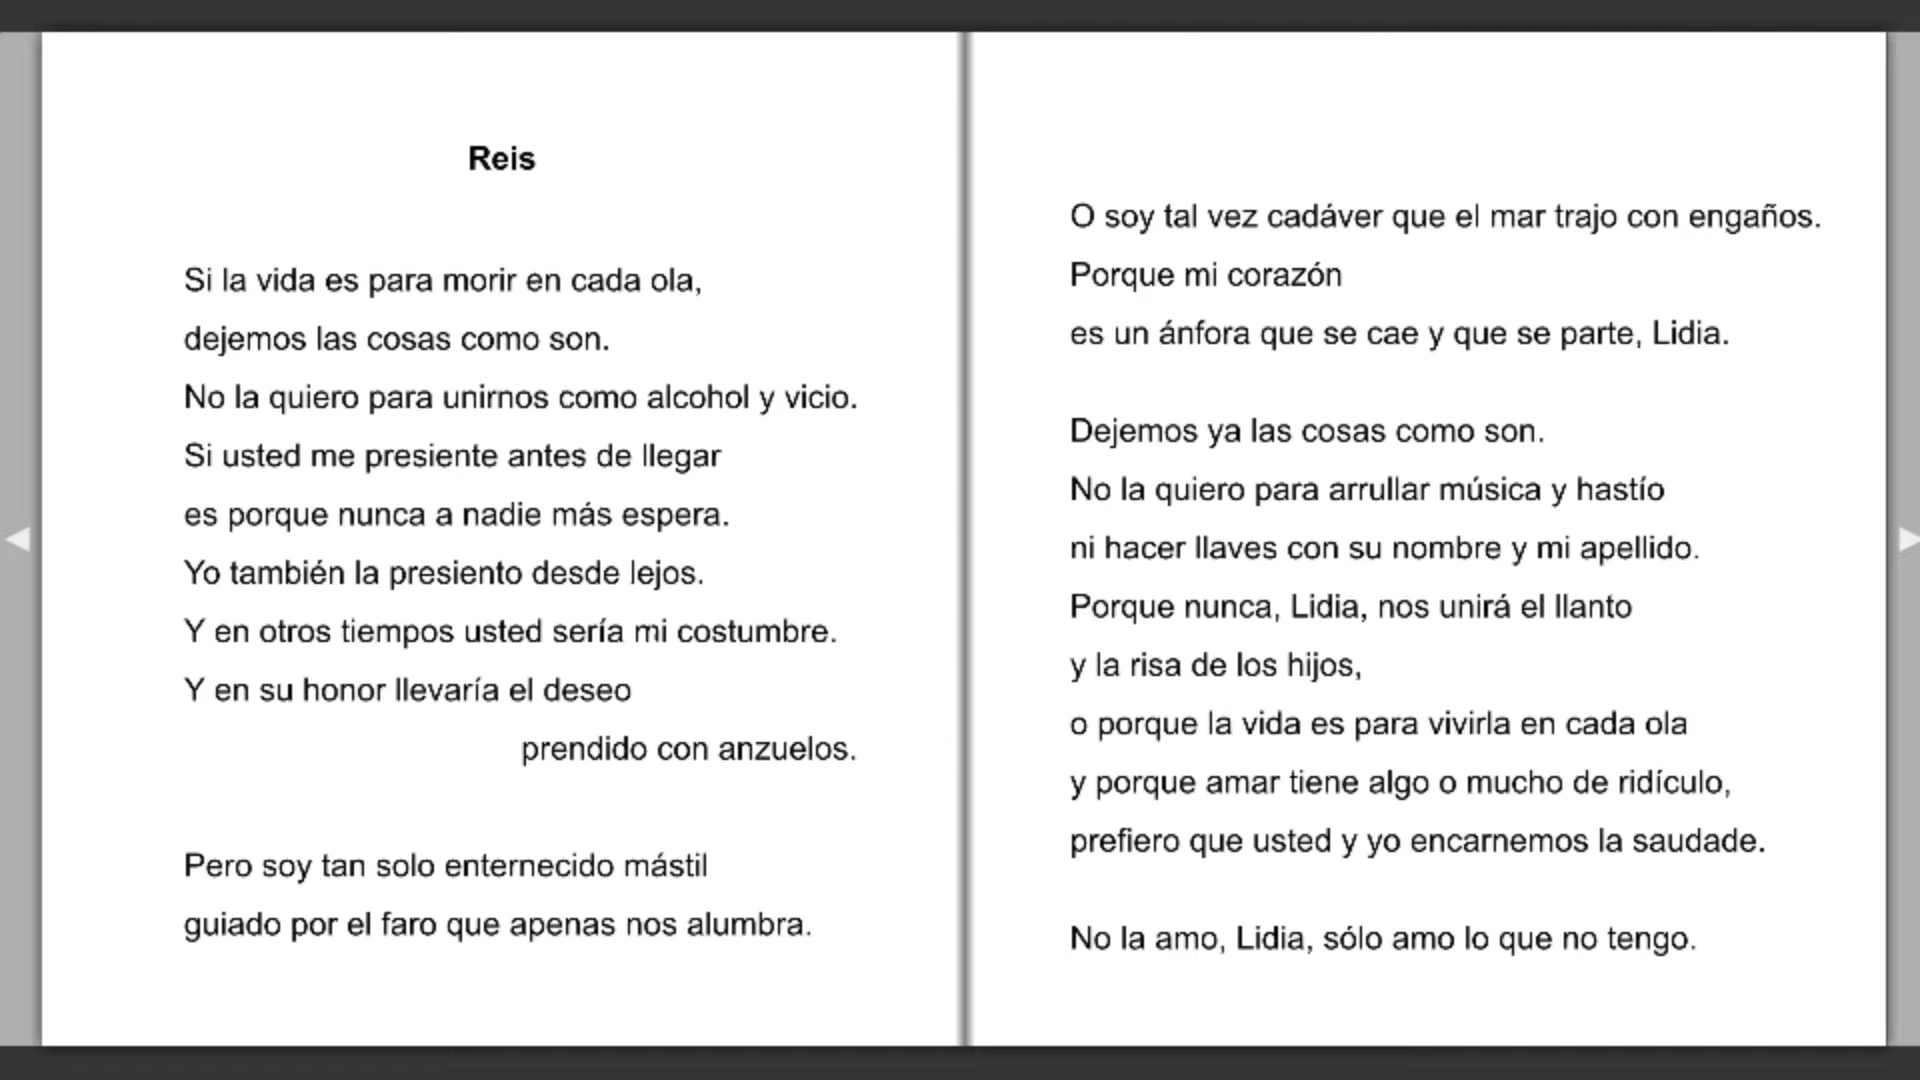 Reis
Si la vida es para morir en cada ola,
dejemos las cosas como son.
No la quiero para unirnos como alcohol y vicio.
Si usted me presiente antes de llegar
es porque nunca a nadie más espera.
Yo también la presiento desde lejos.
Y en otros tiempos usted sería mi costumbre.
Y en su honor llevaría el deseo
prendido con anzuelos.
Pero soy tan solo enternecido mástil
guiado por el faro que apenas nos alumbra.
O soy tal vez cadáver que el mar trajo con engaños.
Porque mi corazón
es un ánfora que se cae y que se parte, Lidia.
Dejemos ya las cosas como son.
No la quiero para arrullar música y hastío
ni hacer llaves con su nombre y mi apellido.
Porque nunca, Lidia, nos unirá el llanto
y la risa de los hijos,
o porque la vida es para vivirla en cada ola
y porque amar tiene algo o mucho de ridículo,
prefiero que usted y yo encarnemos la saudade.
No la amo, Lidia, sólo amo lo que no tengo.